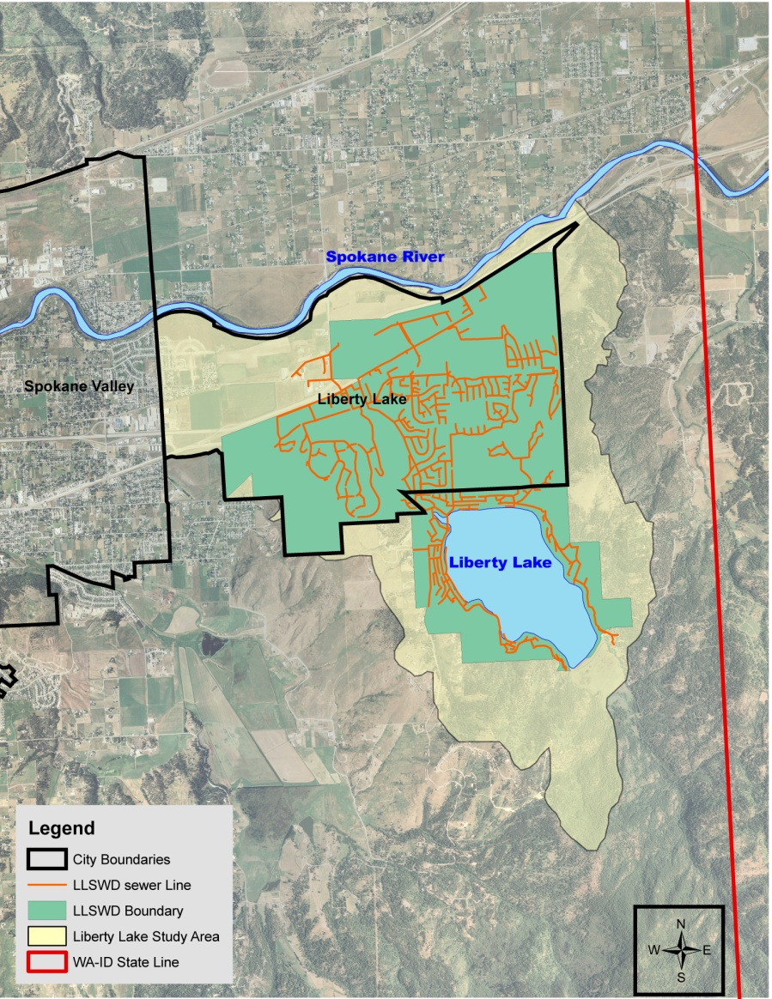 Spokane River
Spokane Valley
Liberty Lake
Liberty Lake
Legend
City Boundaries
LLSWD sewer Line
LLSWD Boundary
Liberty Lake Study Area
WA-ID State Line
N
W E
S